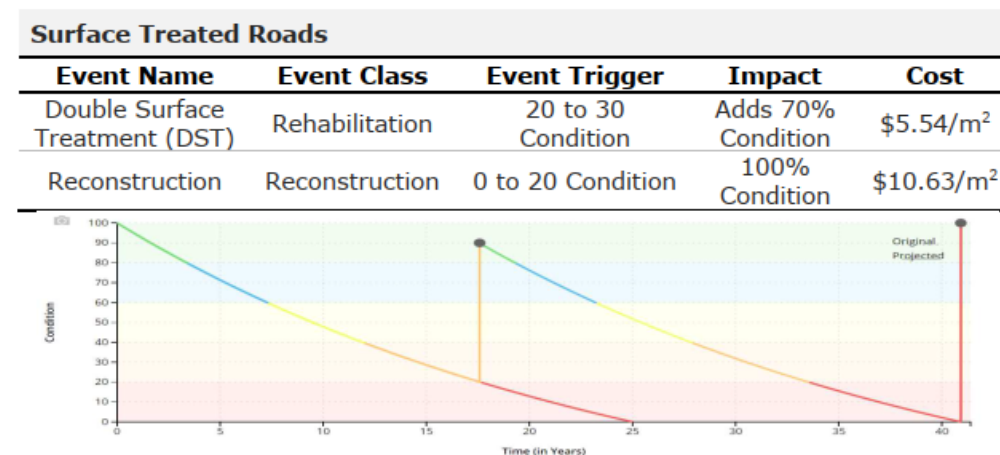 Surface Treated Roads
Event Name Event Class Event Trigger Impact Cost
Double Surface Treatment (DST) Rehabilitation 20 to 30 Condition Adds 70% Condition $5.54/m²
Reconstruction Reconstruction 0 to 20 Condition 100% Condition $10.63/m²
100
90
80
70
60
50
40
30
20
10
0
Condition
Original
Projected
0 5 10 15 20 25 30 35 40
Time (in Years)